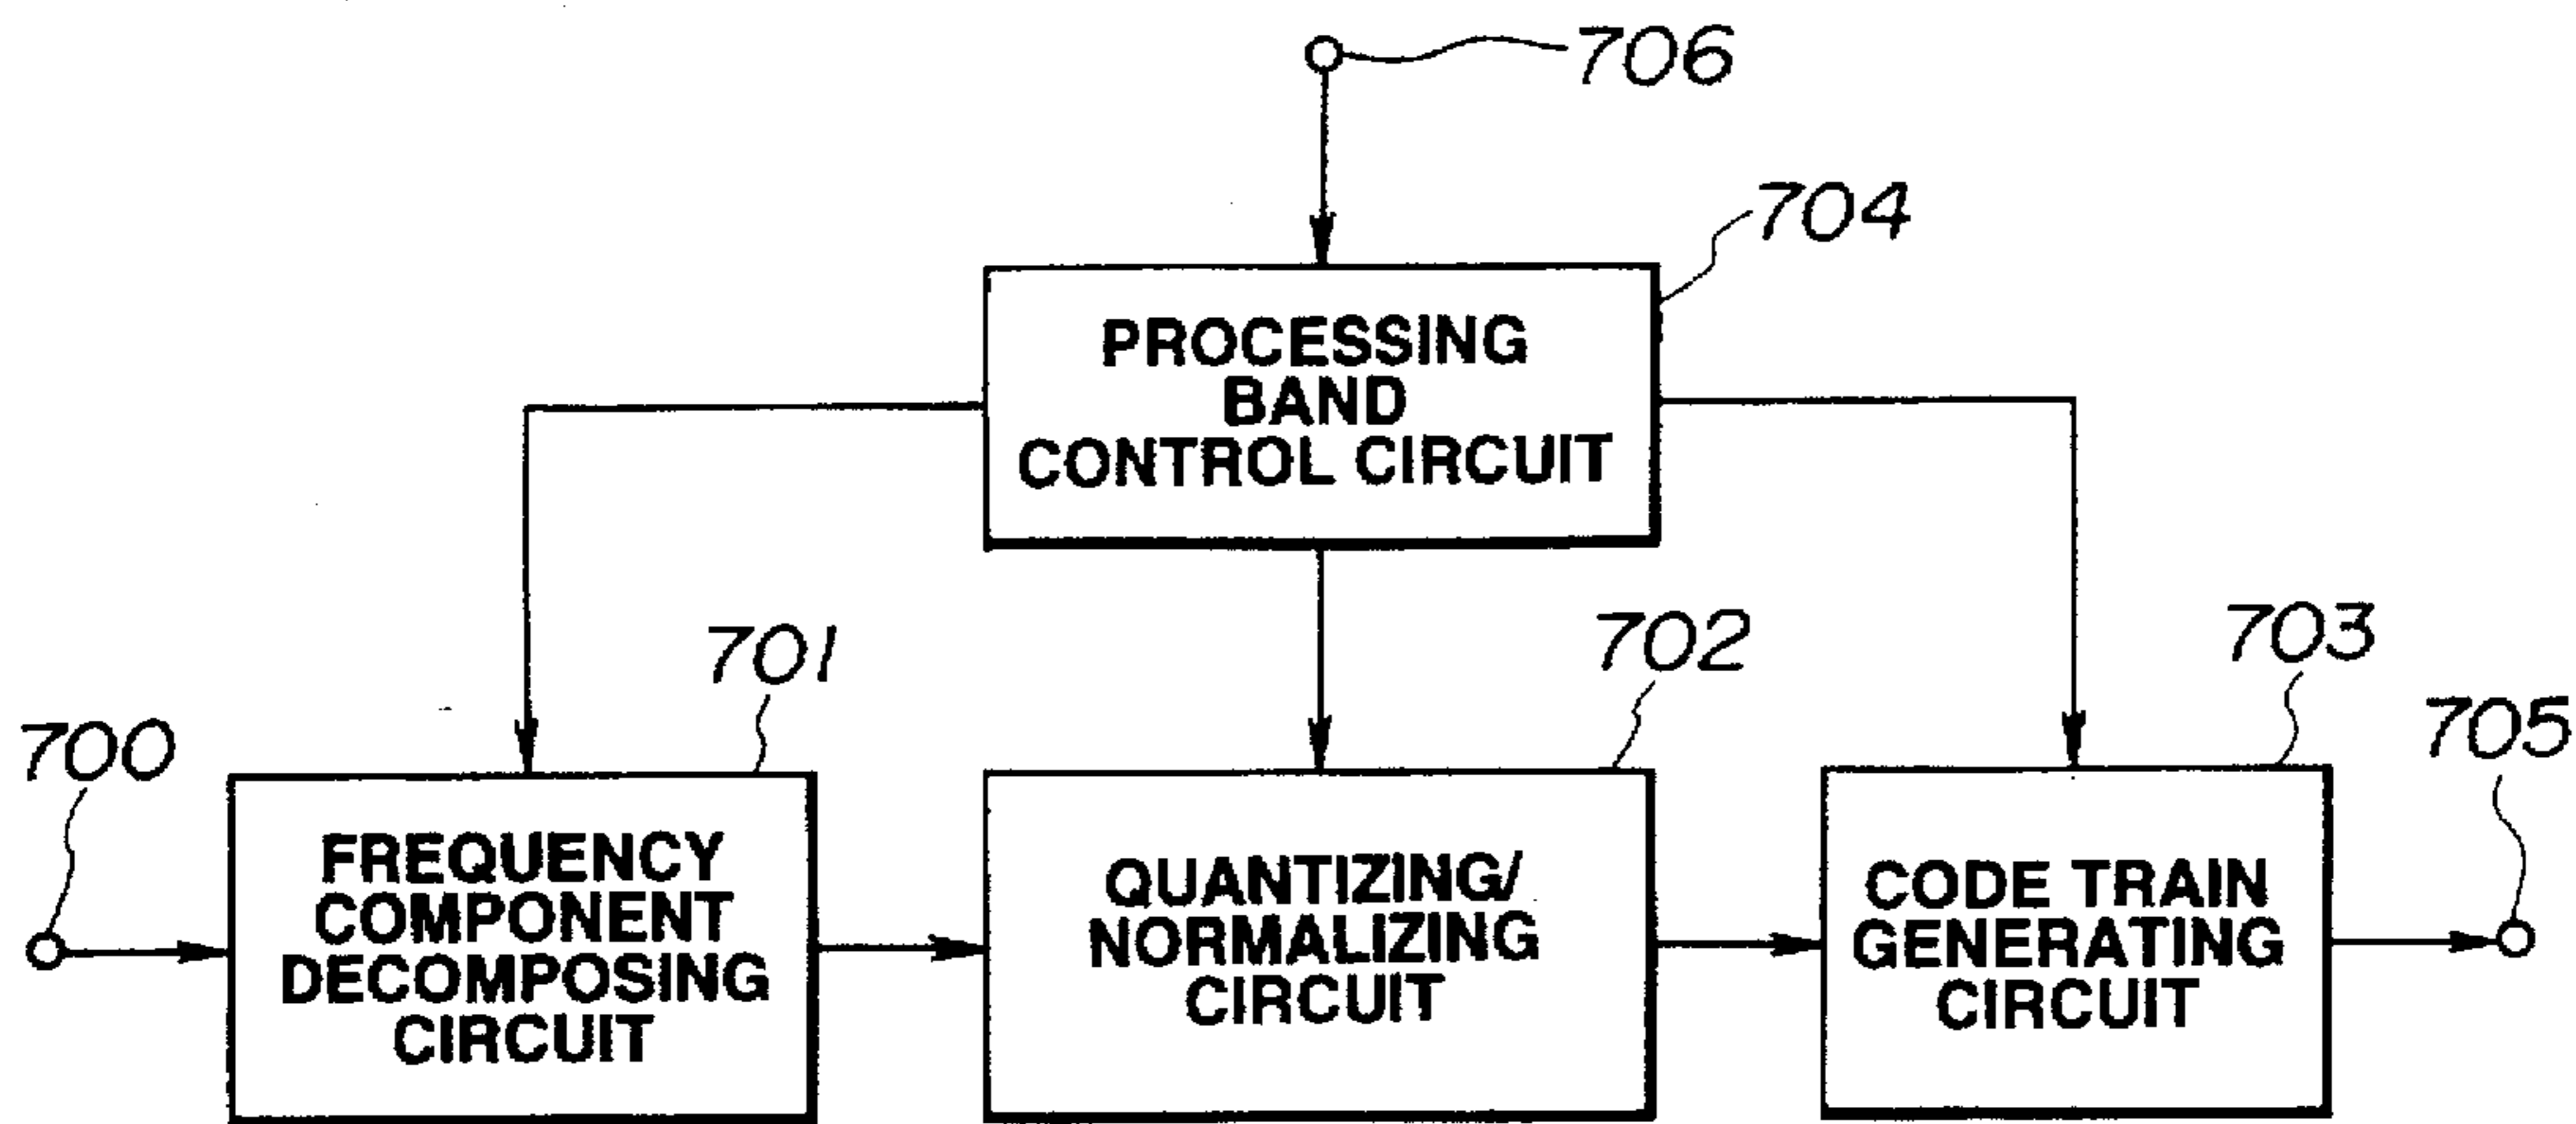 706
704
PROCESSING
BAND
CONTROL CIRCUIT
701
702
703
700
705
FREQUENCY
COMPONENT
DECOMPOSING
CIRCUIT
QUANTIZING/
NORMALIZING
CIRCUIT
CODE TRAIN
GENERATING
CIRCUIT